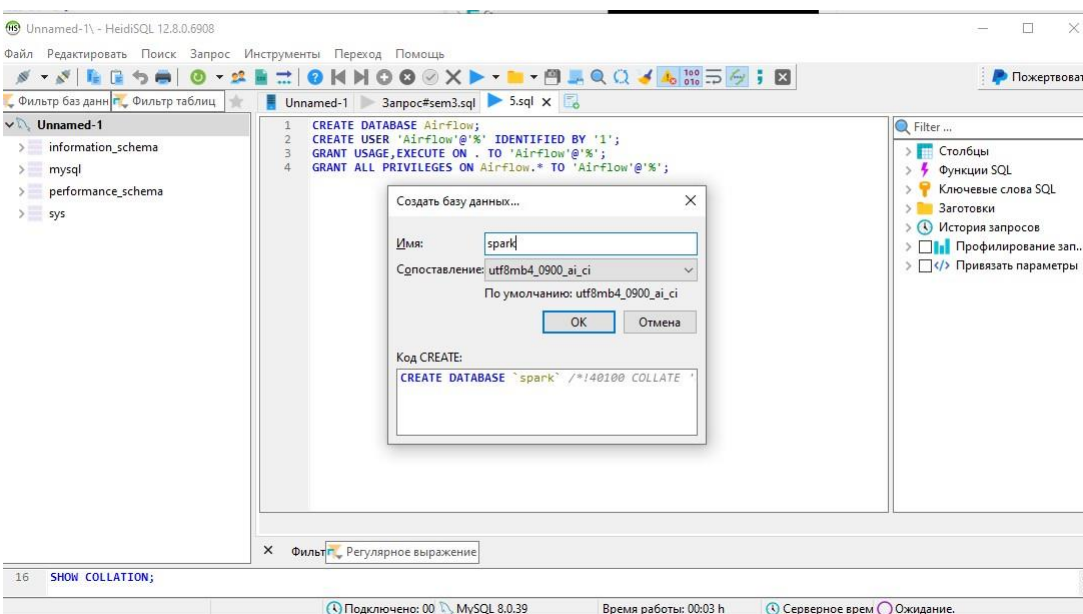 Unnamed-1\ - HeidiSQL 12.8.0.6908
Файл Редактировать Поиск Запрос Инструменты Переход Помощь
Пожертвоват
Фильтр баз данн Фильтр таблиц
Unnamed-1 Запрос#sem3.sql 5.sql
Unnamed-1
information_schema
mysql
performance_schema
sys
1 CREATE DATABASE Airflow;
2 CREATE USER 'Airflow'@'%' IDENTIFIED BY '1';
3 GRANT USAGE,EXECUTE ON . TO 'Airflow'@'%';
4 GRANT ALL PRIVILEGES ON Airflow.* TO 'Airflow'@'%';
Создать базу данных...
Имя: spark
Сопоставление: utf8mb4_0900_ai_ci
По умолчанию: utf8mb4_0900_ai_ci
OK Отмена
Код CREATE:
CREATE DATABASE `spark` /*!40100 COLLATE '
Filter ...
Столбцы
Функции SQL
Ключевые слова SQL
Заготовки
История запросов
Профилирование зап..
Привязать параметры
Фильт Регулярное выражение
16 SHOW COLLATION;
Подключено: 00 MySQL 8.0.39 Время работы: 00:03 h Серверное врем Ожидание.